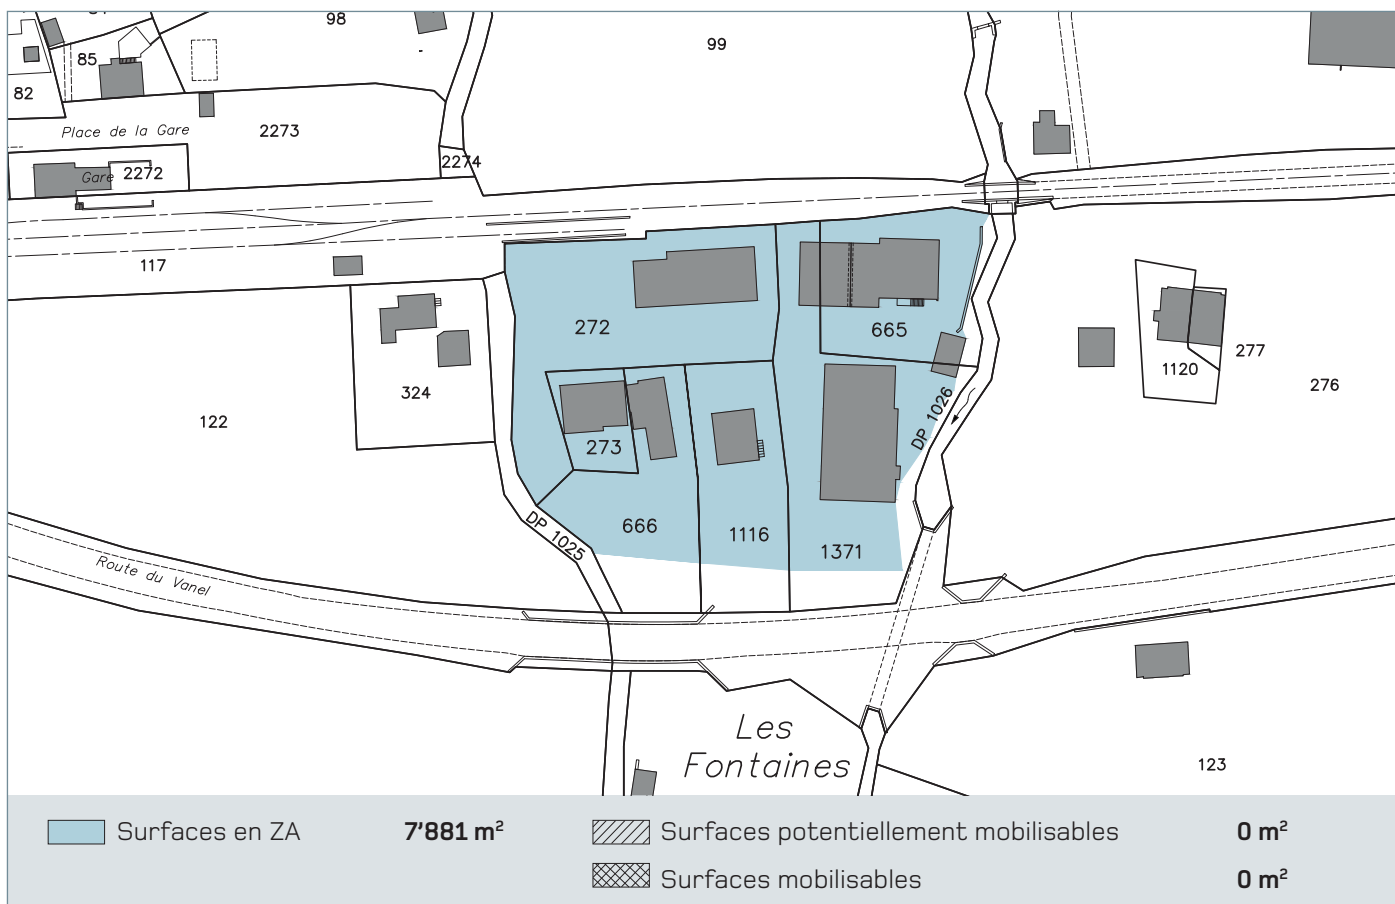 98
99
85
82
Place de la Gare
2273
2274
Gare 2272
117
272
665
324
122
273
277
1120
276
DP 1026
666
DP 1025
1116
1371
Route du Vanel
Les
Fontaines
123
Surfaces en ZA 7'881 m²
Surfaces potentiellement mobilisables 0 m²
Surfaces mobilisables 0 m²